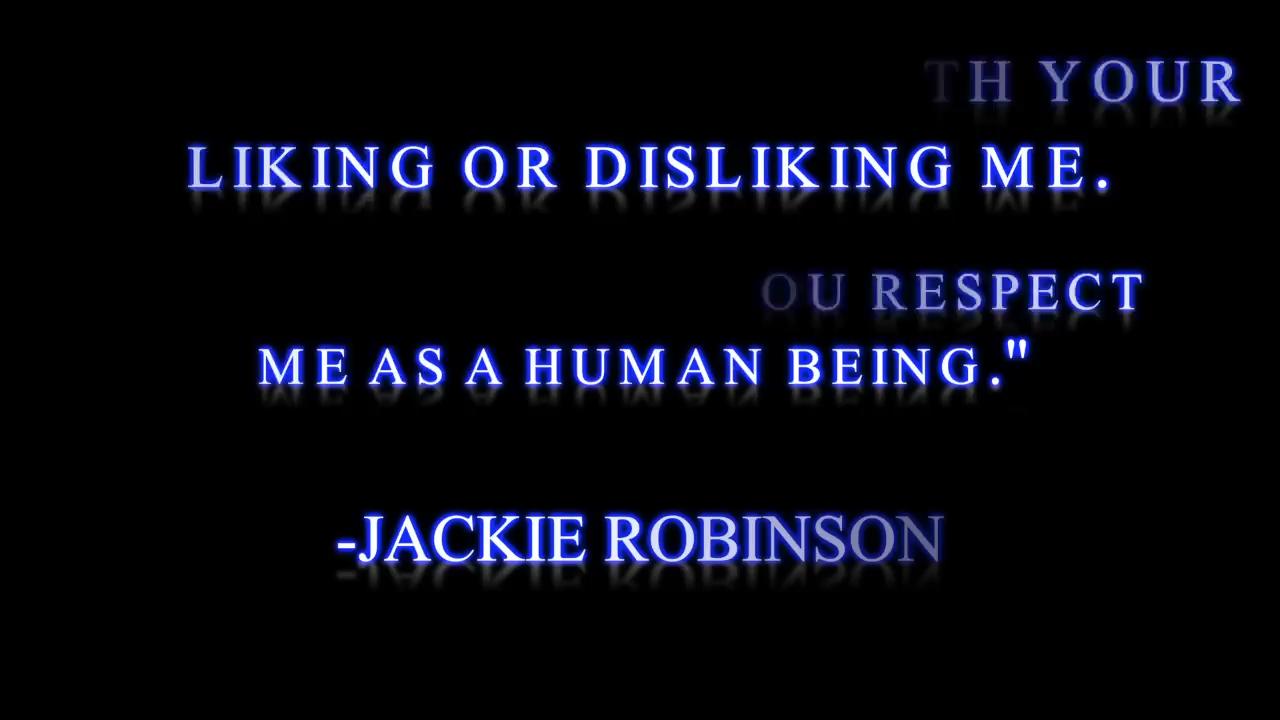 TH YOUR
LIKING OR DISLIKING ME.
OU RESPECT
ME AS A HUMAN BEING."
-JACKIE ROBINSON